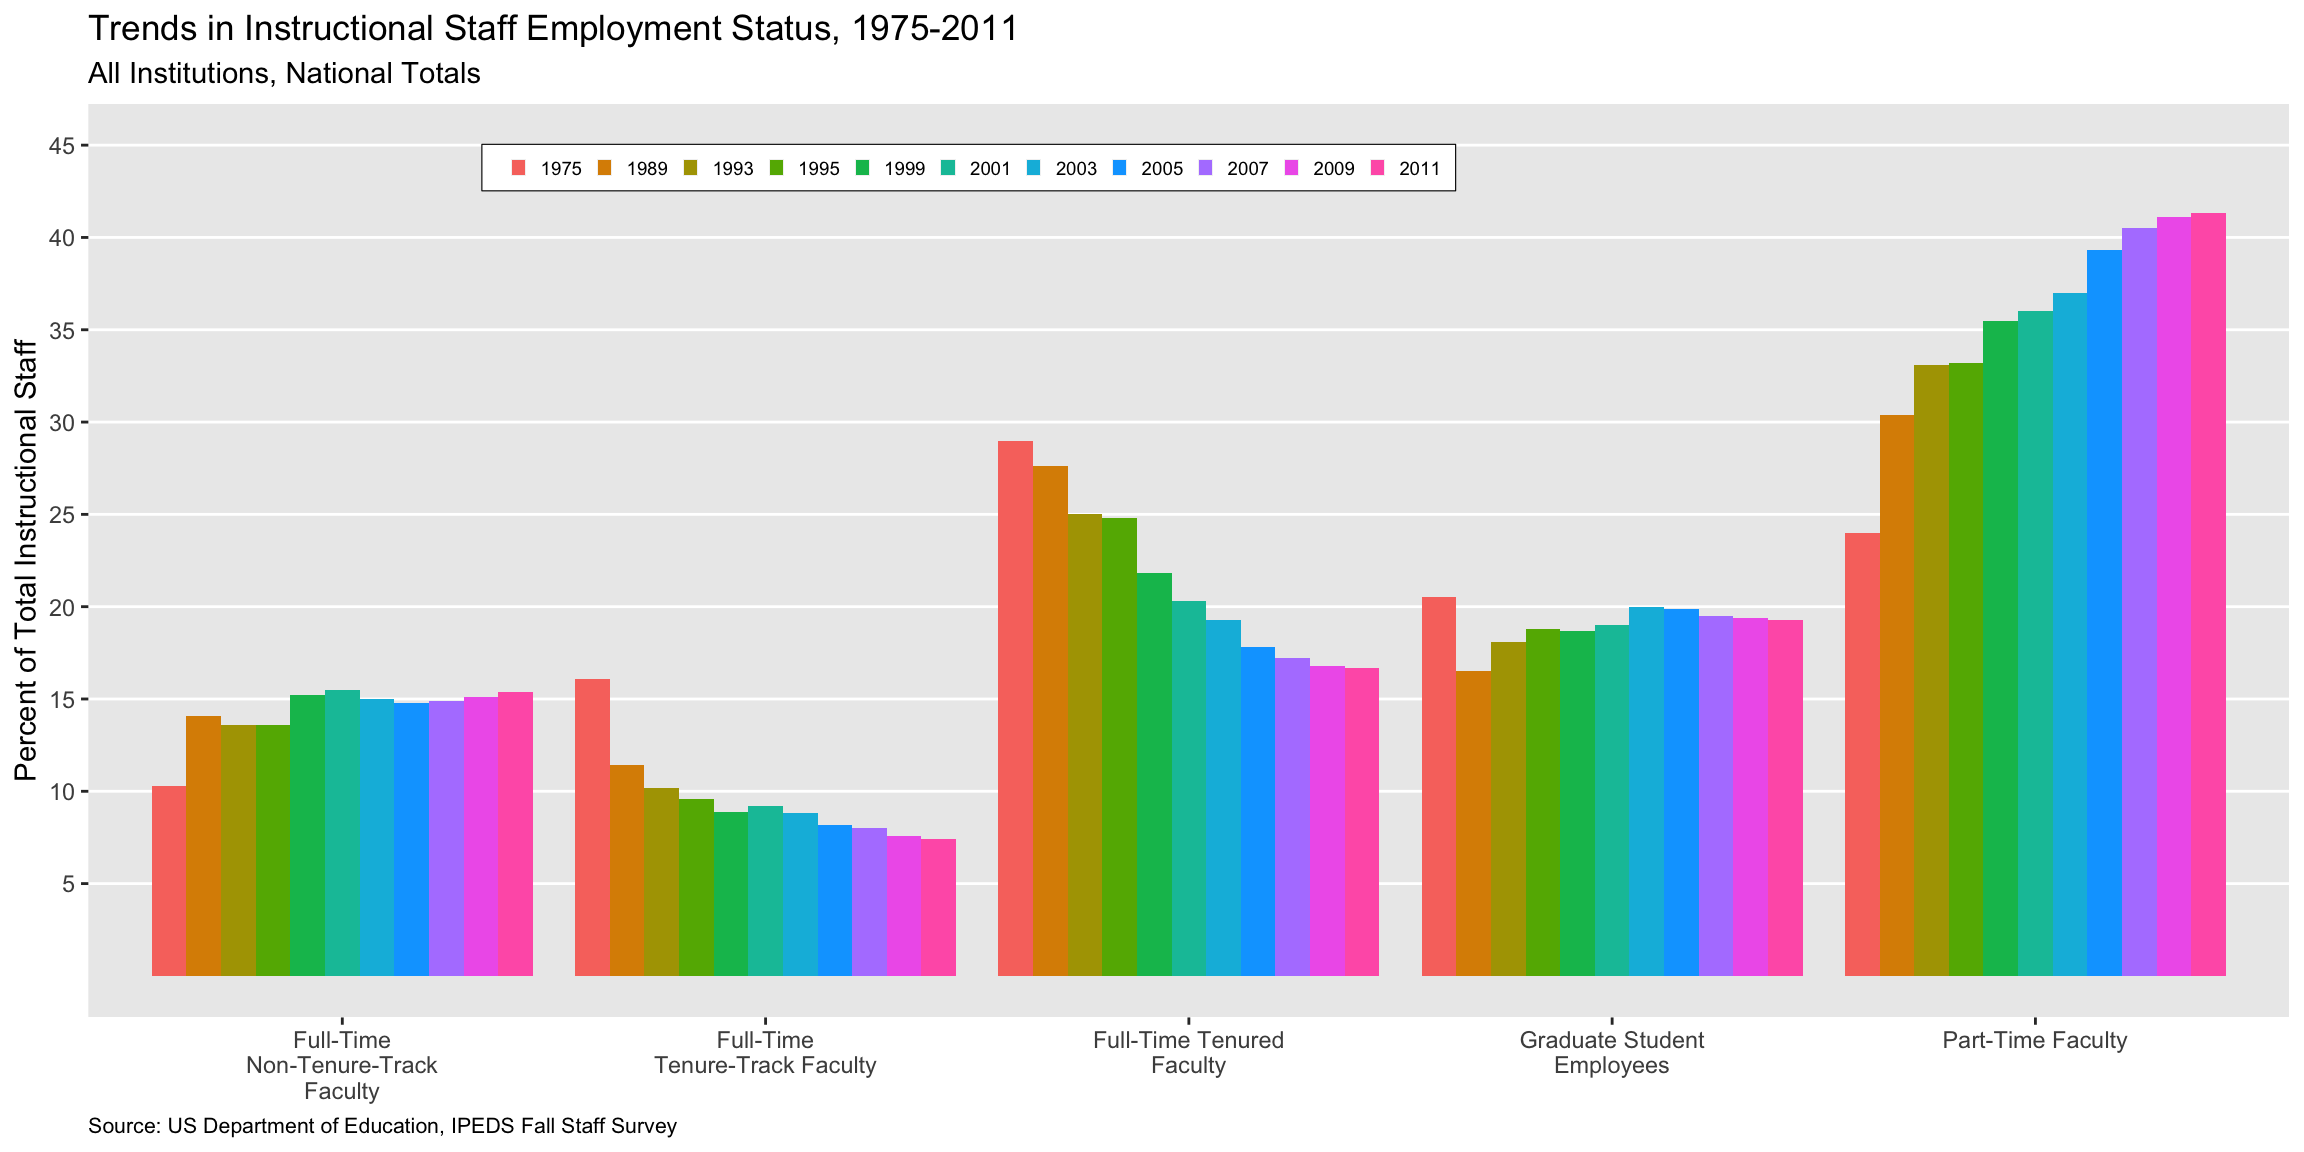 Trends in Instructional Staff Employment Status, 1975-2011
All Institutions, National Totals
Percent of Total Instructional Staff
45
40
35
30
25
20
15
10
5
1975 1989 1993 1995 1999 2001 2003 2005 2007 2009 2011
Full-Time
Non-Tenure-Track
Faculty
Full-Time
Tenure-Track Faculty
Full-Time Tenured
Faculty
Graduate Student
Employees
Part-Time Faculty
Source: US Department of Education, IPEDS Fall Staff Survey